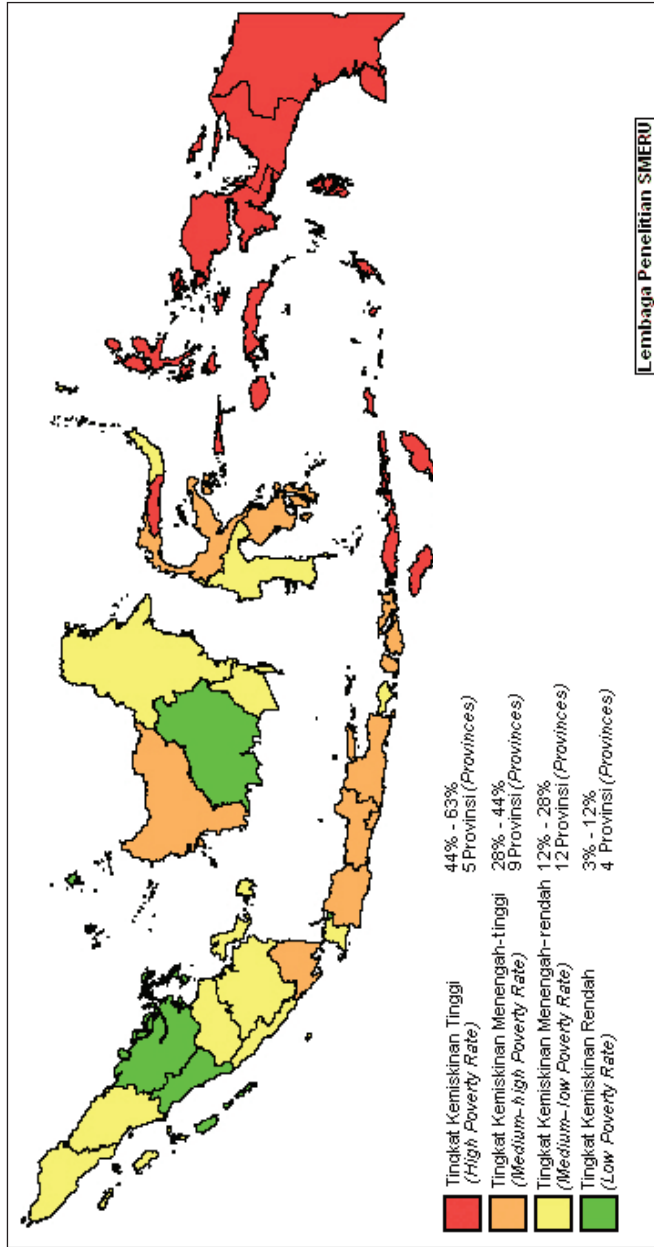 Lembaga Penelitian SMERU
Tingkat Kemiskinan Tinggi 44% - 63%
(High Poverty Rate) 5 Provinsi (Provinces)
Tingkat Kemiskinan Menengah-tinggi 28% - 44%
(Medium-high Poverty Rate) 9 Provinsi (Provinces)
Tingkat Kemiskinan Menengah-rendah 12% - 28%
(Medium-low Poverty Rate) 12 Provinsi (Provinces)
Tingkat Kemiskinan Rendah 3% -12%
(Low Poverty Rate) 4 Provinsi (Provinces)